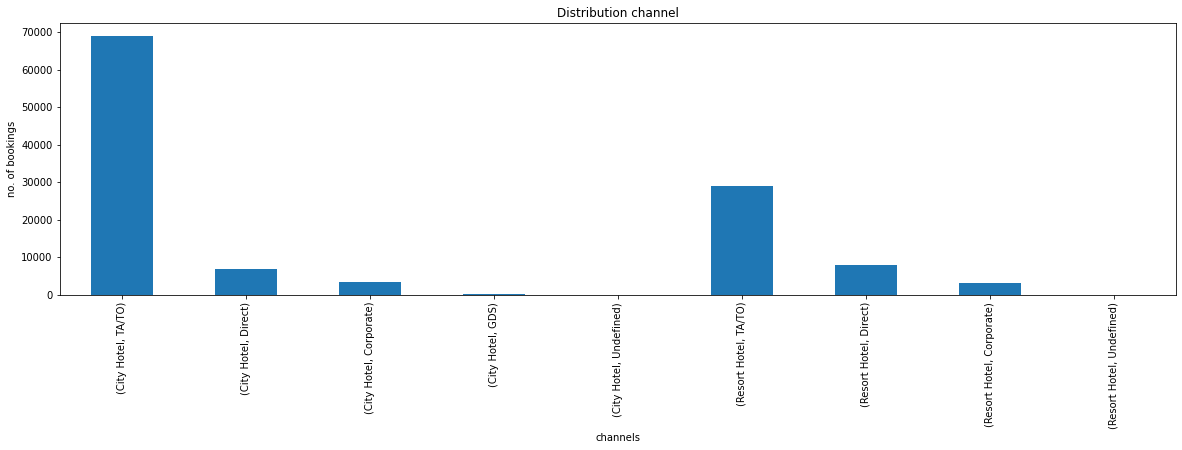 Distribution channel
no. of bookings
70000
60000
50000
40000
30000
20000
10000
0
(City Hotel, TA/TO)
(City Hotel, Direct)
(City Hotel, Corporate)
(City Hotel, GDS)
(City Hotel, Undefined)
(Resort Hotel, TA/TO)
(Resort Hotel, Direct)
(Resort Hotel, Corporate)
(Resort Hotel, Undefined)
channels